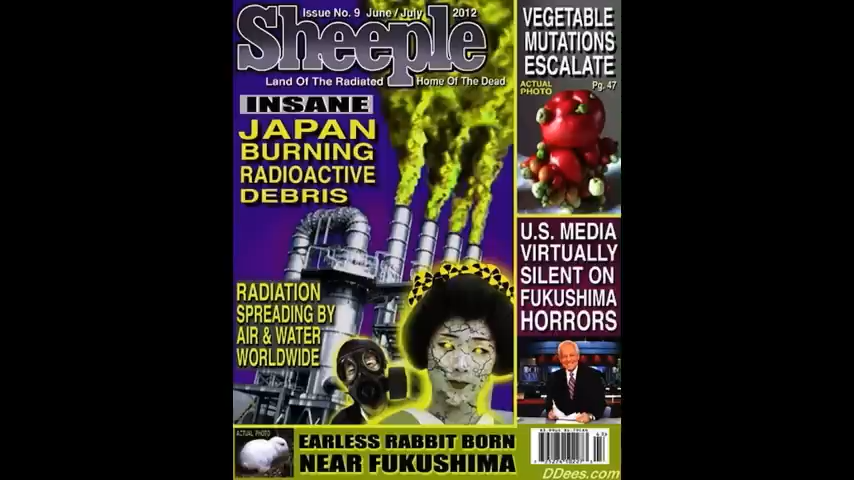 Issue No. 9 June / July 2012
Sheeple
Land Of The Radiated Home Of The Dead
INSANE
JAPAN
BURNING
RADIOACTIVE
DEBRIS
RADIATION
SPREADING BY
AIR & WATER
WORLDWIDE
VEGETABLE
MUTATIONS
ESCALATE
ACTUAL
PHOTO
Pg. 47
U.S. MEDIA
VIRTUALLY
SILENT ON
FUKUSHIMA
HORRORS
ACTUAL PHOTO
EARLESS RABBIT BORN
NEAR FUKUSHIMA
DDees.com